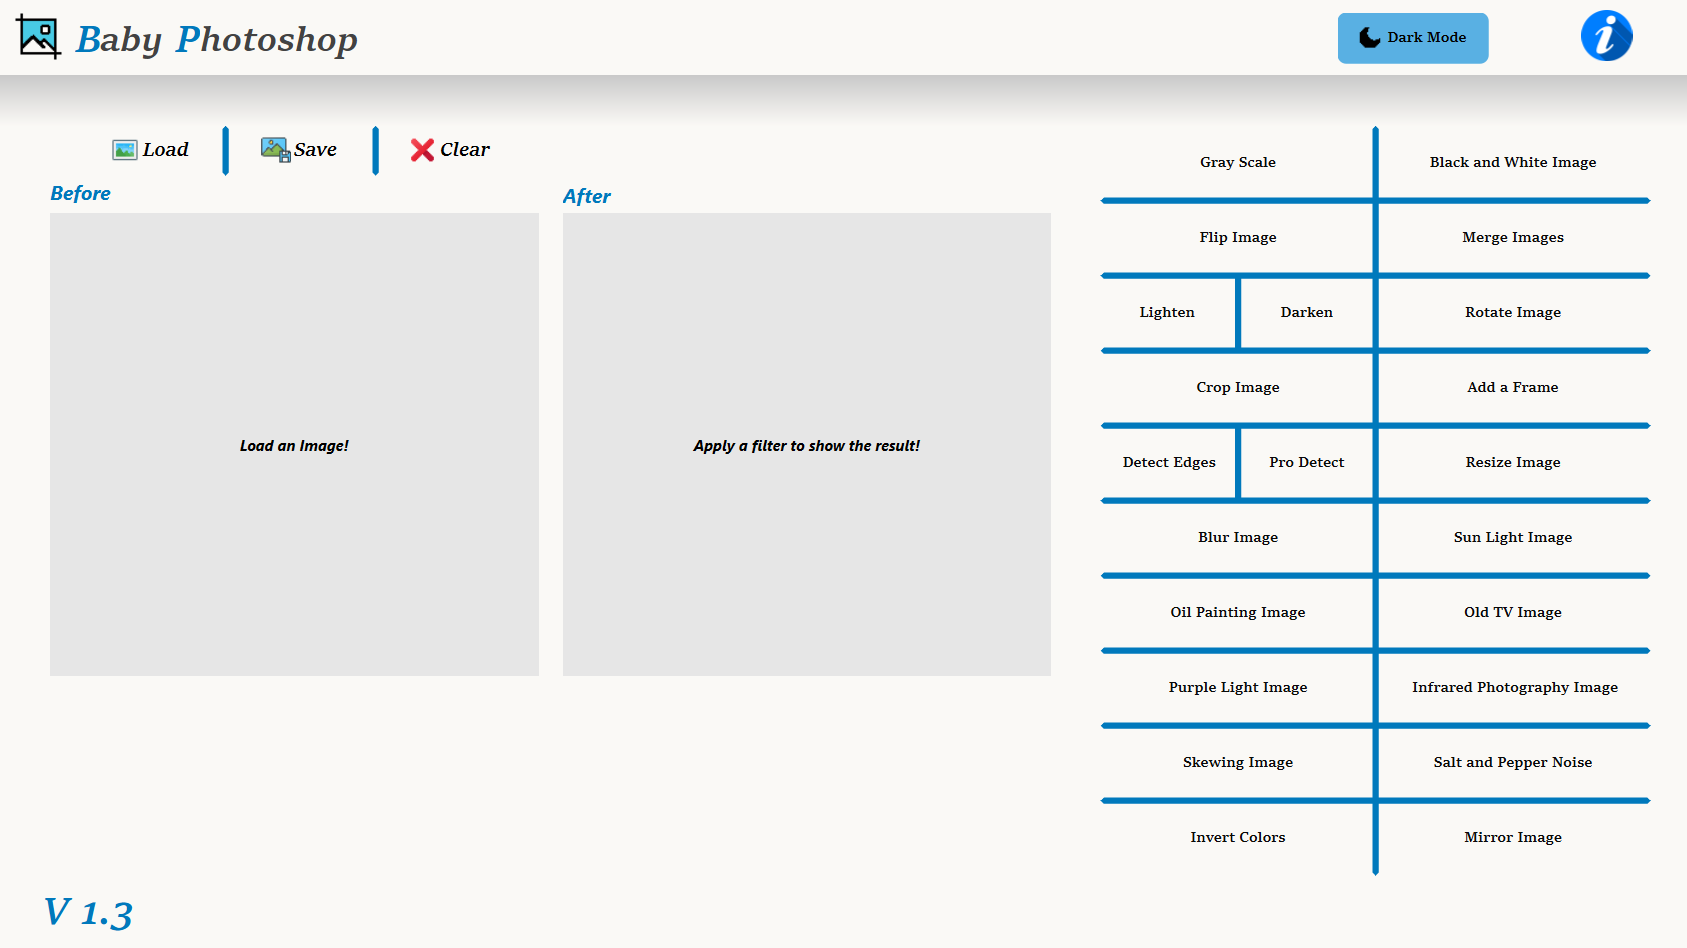 Baby Photoshop
Dark Mode
i
Load
Save
Clear
Before
After
Load an Image!
Apply a filter to show the result!
Gray Scale
Black and White Image
Flip Image
Merge Images
Lighten
Darken
Rotate Image
Crop Image
Add a Frame
Detect Edges
Pro Detect
Resize Image
Blur Image
Sun Light Image
Oil Painting Image
Old TV Image
Purple Light Image
Infrared Photography Image
Skewing Image
Salt and Pepper Noise
Invert Colors
Mirror Image
V 1.3